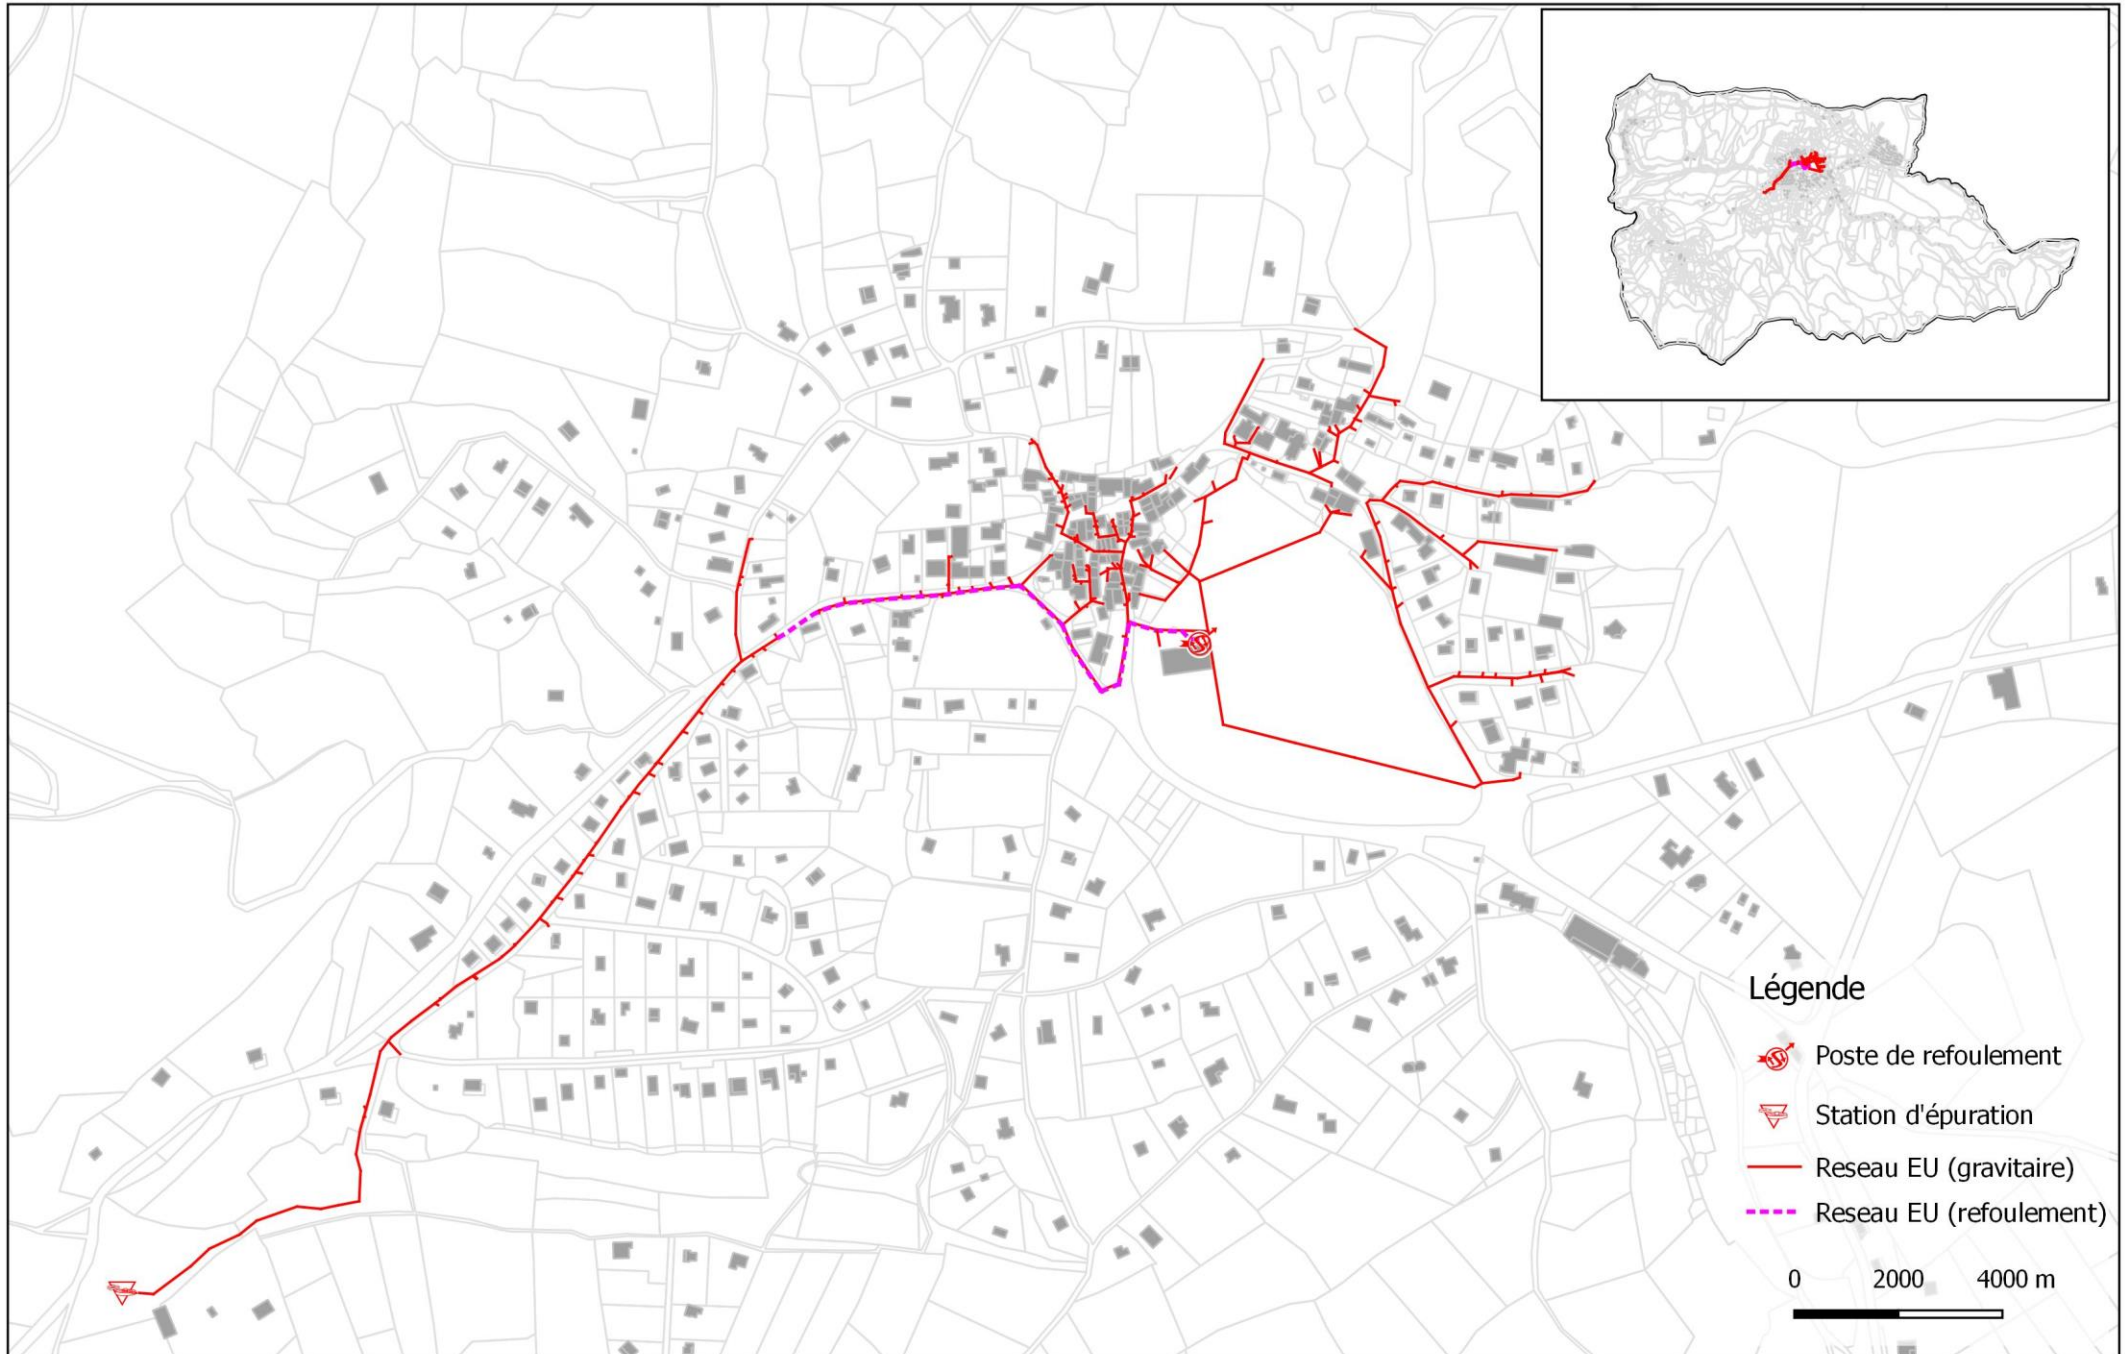 Légende
Poste de refoulement
Station d'épuration
Reseau EU (gravitaire)
Reseau EU (refoulement)
0 2000 4000 m